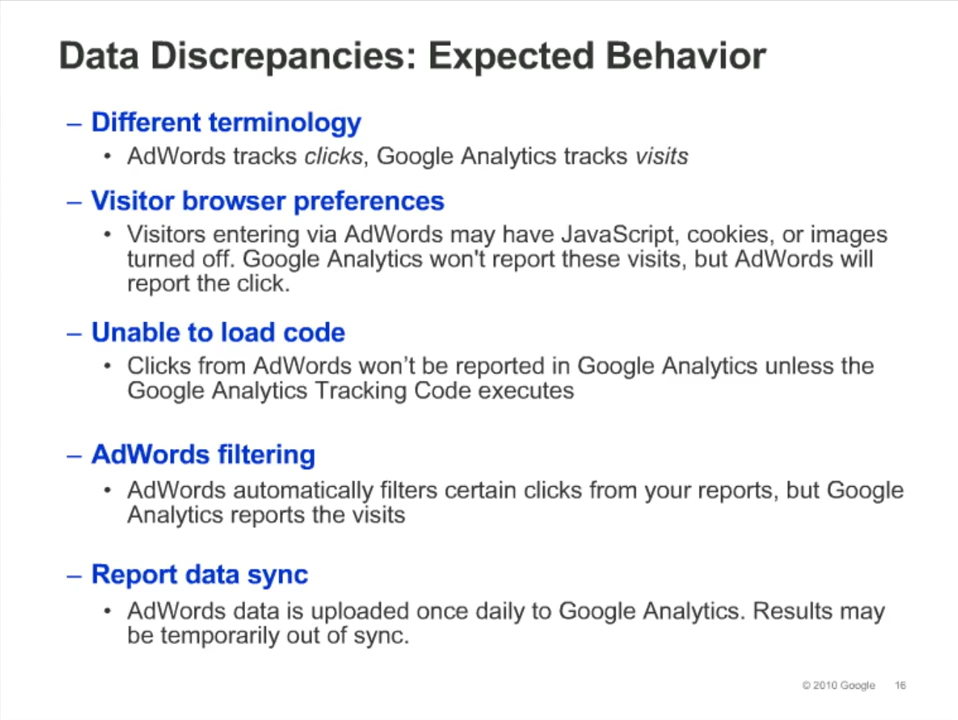 Data Discrepancies: Expected Behavior
– Different terminology
• AdWords tracks clicks, Google Analytics tracks visits
– Visitor browser preferences
• Visitors entering via AdWords may have JavaScript, cookies, or images
turned off. Google Analytics won't report these visits, but AdWords will
report the click.
– Unable to load code
• Clicks from AdWords won’t be reported in Google Analytics unless the
Google Analytics Tracking Code executes
– AdWords filtering
• AdWords automatically filters certain clicks from your reports, but Google
Analytics reports the visits
– Report data sync
• AdWords data is uploaded once daily to Google Analytics. Results may
be temporarily out of sync.
© 2010 Google 16